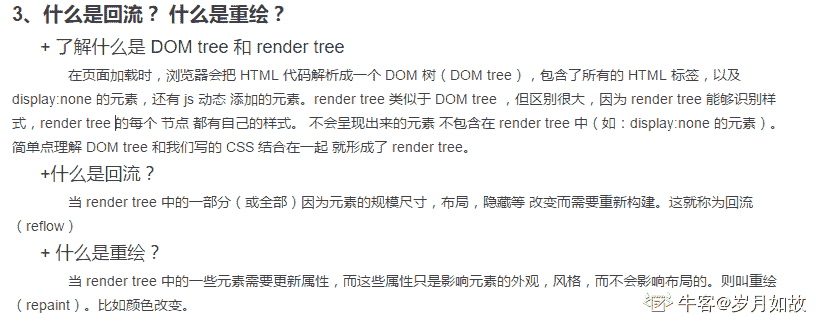 3、什么是回流？ 什么是重绘？
+ 了解什么是 DOM tree 和 render tree
在页面加载时，浏览器会把 HTML 代码解析成一个 DOM 树（DOM tree），包含了所有的 HTML 标签，以及
display:none 的元素，还有 js 动态 添加的元素。render tree 类似于 DOM tree ，但区别很大，因为 render tree 能够识别样
式，render tree 的每个 节点 都有自己的样式。 不会呈现出来的元素 不包含在 render tree 中（如：display:none 的元素）。
简单点理解 DOM tree 和我们写的 CSS 结合在一起 就形成了 render tree。
+什么是回流？
当 render tree 中的一部分（或全部）因为元素的规模尺寸，布局，隐藏等 改变而需要重新构建。这就称为回流
（reflow）
+ 什么是重绘？
当 render tree 中的一些元素需要更新属性，而这些属性只是影响元素的外观，风格，而不会影响布局的。则叫重绘
（repaint）。比如颜色改变。
牛客@岁月如故